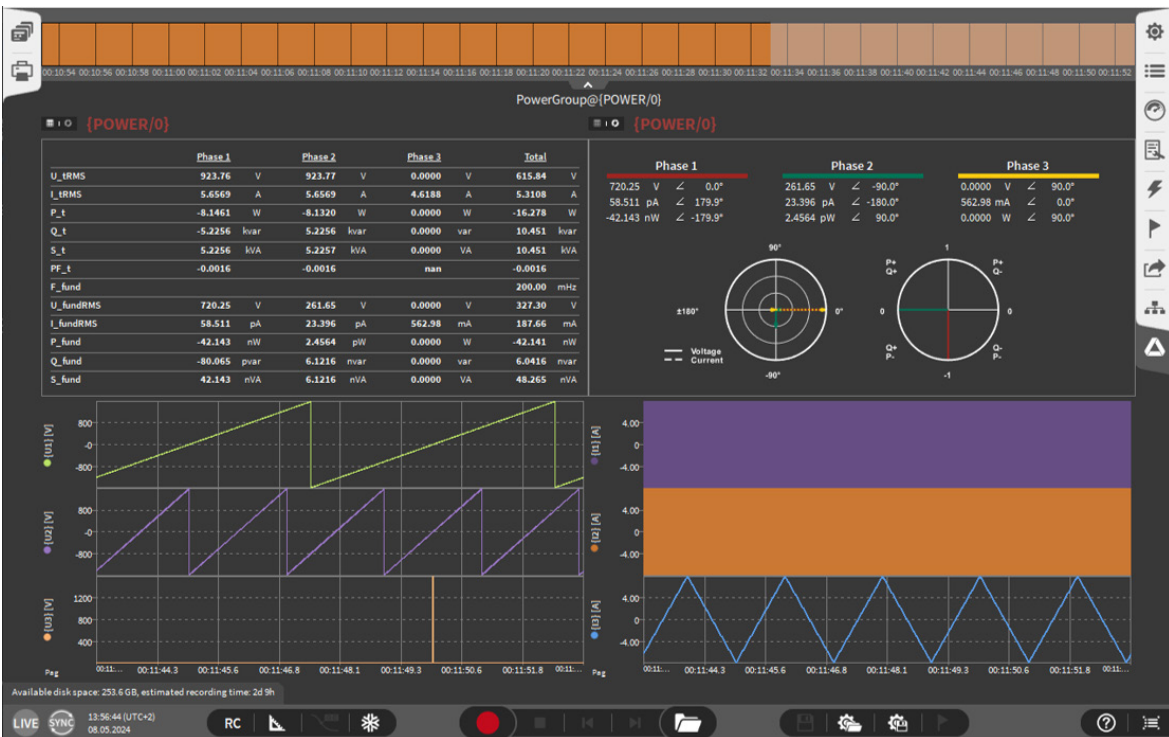 00:10:54 00:10:56 00:10:58 00:11:00 00:11:02 00:11:04 00:11:06 00:11:08 00:11:10 00:11:12 00:11:14 00:11:16 00:11:18 00:11:20 00:11:22 00:11:24 00:11:26 00:11:28 00:11:30 00:11:32 00:11:34 00:11:36 00:11:38 00:11:40 00:11:42 00:11:44 00:11:46 00:11:48 00:11:50 00:11:52
PowerGroup@{POWER/0}
{POWER/0}
Phase 1 Phase 2 Phase 3 Total
U_tRMS 923.76 V 923.77 V 0.0000 V 615.84 V
I_tRMS 5.6569 A 5.6569 A 4.6188 A 5.3108 A
P_t -8.1461 W -8.1320 W 0.0000 W -16.278 W
Q_t -5.2256 kvar 5.2256 kvar 0.0000 var 10.451 kvar
S_t 5.2256 kVA 5.2257 kVA 0.0000 VA 10.451 kVA
PF_t -0.0016 -0.0016 nan -0.0016
F_fund 200.00 mHz
U_fundRMS 720.25 V 261.65 V 0.0000 V 327.30 V
I_fundRMS 58.511 pA 23.396 pA 562.98 mA 187.66 mA
P_fund -42.143 nW 2.4564 pW 0.0000 W -42.141 nW
Q_fund -80.065 pvar 6.1216 nvar 0.0000 var 6.0416 nvar
S_fund 42.143 nVA 6.1216 nVA 0.0000 VA 48.265 nVA
{POWER/0}
Phase 1 Phase 2 Phase 3
720.25 V ∠ 0.0° 261.65 V ∠ -90.0° 0.0000 V ∠ 90.0°
58.511 pA ∠ 179.9° 23.396 pA ∠ -180.0° 562.98 mA ∠ 0.0°
-42.143 nW ∠ -179.9° 2.4564 pW ∠ 90.0° 0.0000 W ∠ 90.0°
90°
±180°
0°
-90°
Voltage
Current
1
P+
Q+
P+
Q-
0
0
Q+
P-
Q-
P-
-1
{U1} [V]
800
-0
-800
{U2} [V]
800
-0
-800
{U3} [V]
1200
800
400
Pag 00:11:... 00:11:44.3 00:11:45.6 00:11:46.8 00:11:48.1 00:11:49.3 00:11:50.6 00:11:51.8 00:11:...
{I1} [A]
4.00
0
-4.00
{I2} [A]
4.00
0
-4.00
{I3} [A]
4.00
0
-4.00
Pag 00:11:... 00:11:44.3 00:11:45.6 00:11:46.8 00:11:48.1 00:11:49.3 00:11:50.6 00:11:51.8 00:11:...
Available disk space: 253.6 GB, estimated recording time: 2d 9h
LIVE SYNC 13:56:44 (UTC+2)
08.05.2024
RC